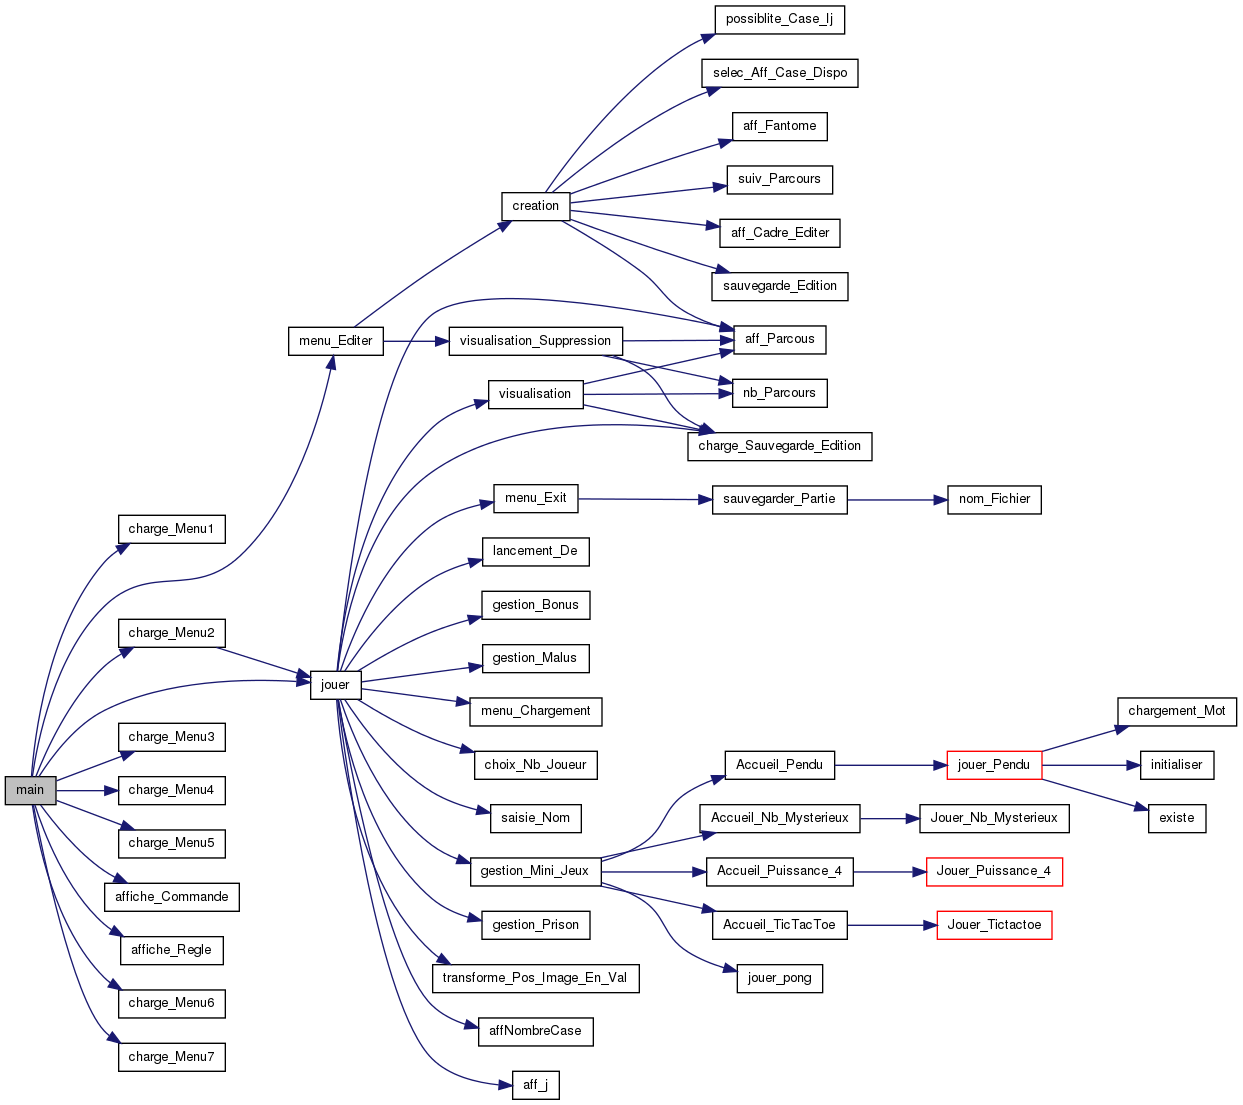 possiblite_Case_Ij
selec_Aff_Case_Dispo
aff_Fantome
suiv_Parcours
creation
aff_Cadre_Editer
sauvegarde_Edition
menu_Editer
visualisation_Suppression
aff_Parcous
visualisation
nb_Parcours
charge_Sauvegarde_Edition
menu_Exit
sauvegarder_Partie
nom_Fichier
charge_Menu1
lancement_De
gestion_Bonus
charge_Menu2
gestion_Malus
jouer
menu_Chargement
chargement_Mot
charge_Menu3
choix_Nb_Joueur
Accueil_Pendu
jouer_Pendu
initialiser
main
charge_Menu4
saisie_Nom
Accueil_Nb_Mysterieux
Jouer_Nb_Mysterieux
existe
charge_Menu5
gestion_Mini_Jeux
Accueil_Puissance_4
Jouer_Puissance_4
affiche_Commande
gestion_Prison
Accueil_TicTacToe
Jouer_Tictactoe
affiche_Regle
transforme_Pos_Image_En_Val
jouer_pong
charge_Menu6
affNombreCase
charge_Menu7
aff_j